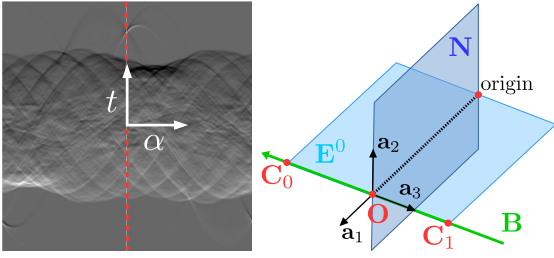 t
α
N
origin
E⁰
a₂
C₀
a₃
O
a₁
C₁
B